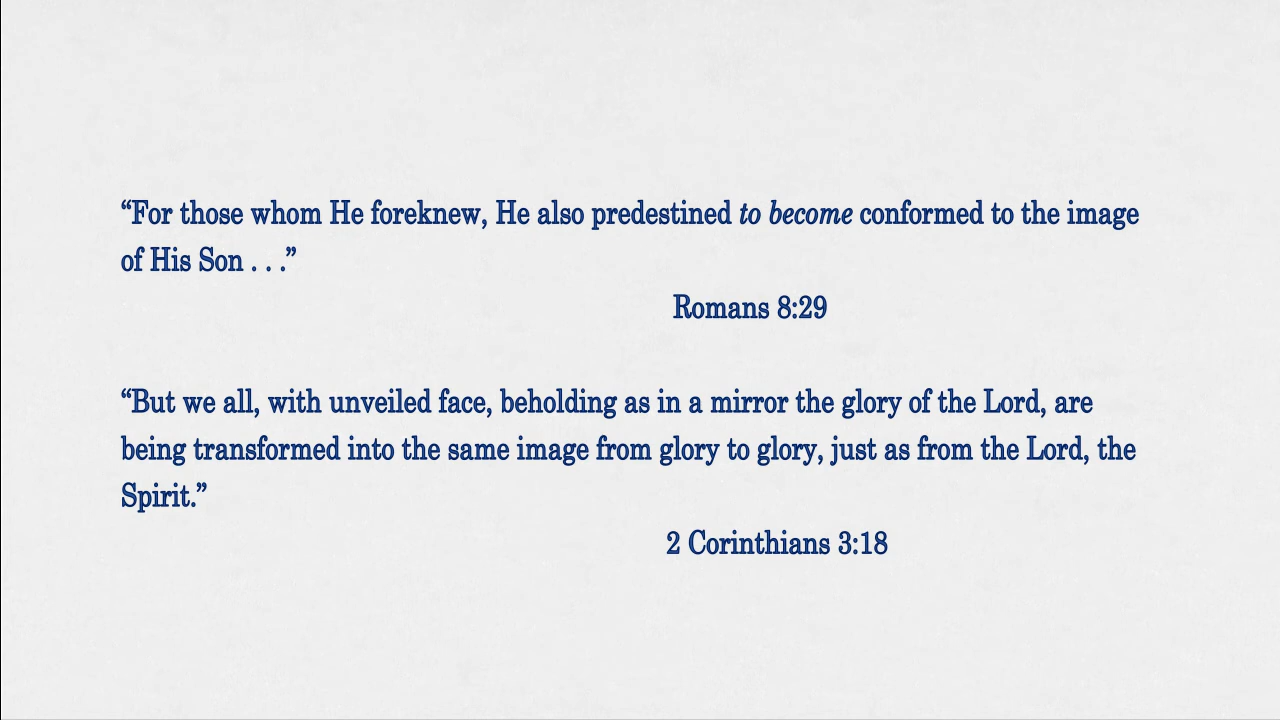 “For those whom He foreknew, He also predestined to become conformed to the image
of His Son . . .”
Romans 8:29
“But we all, with unveiled face, beholding as in a mirror the glory of the Lord, are
being transformed into the same image from glory to glory, just as from the Lord, the
Spirit.”
2 Corinthians 3:18